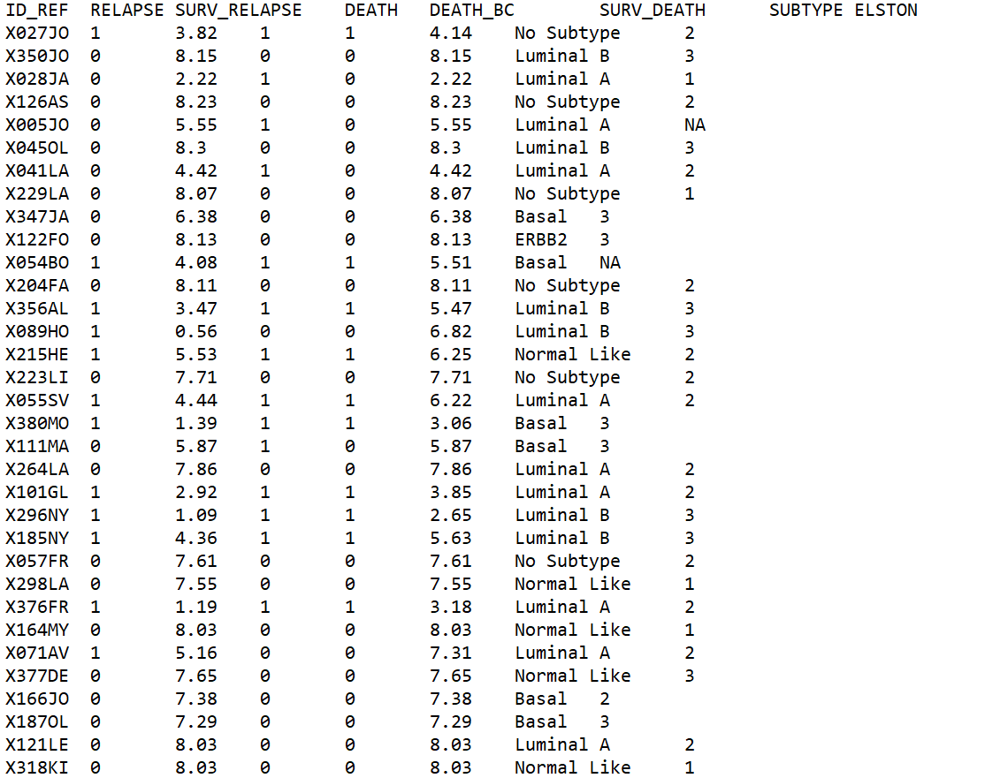 ID_REF RELAPSE SURV_RELAPSE DEATH DEATH_BC SURV_DEATH SUBTYPE ELSTON
X027JO 1 3.82 1 1 4.14 No Subtype 2
X350JO 0 8.15 0 0 8.15 Luminal B 3
X028JA 0 2.22 1 0 2.22 Luminal A 1
X126AS 0 8.23 0 0 8.23 No Subtype 2
X005JO 0 5.55 1 0 5.55 Luminal A NA
X045OL 0 8.3 0 0 8.3 Luminal B 3
X041LA 0 4.42 1 0 4.42 Luminal A 2
X229LA 0 8.07 0 0 8.07 No Subtype 1
X347JA 0 6.38 0 0 6.38 Basal 3
X122FO 0 8.13 0 0 8.13 ERBB2 3
X054BO 1 4.08 1 1 5.51 Basal NA
X204FA 0 8.11 0 0 8.11 No Subtype 2
X356AL 1 3.47 1 1 5.47 Luminal B 3
X089HO 1 0.56 0 0 6.82 Luminal B 3
X215HE 1 5.53 1 1 6.25 Normal Like 2
X223LI 0 7.71 0 0 7.71 No Subtype 2
X055SV 1 4.44 1 1 6.22 Luminal A 2
X380MO 1 1.39 1 1 3.06 Basal 3
X111MA 0 5.87 1 0 5.87 Basal 3
X264LA 0 7.86 0 0 7.86 Luminal A 2
X101GL 1 2.92 1 1 3.85 Luminal A 2
X296NY 1 1.09 1 1 2.65 Luminal B 3
X185NY 1 4.36 1 1 5.63 Luminal B 3
X057FR 0 7.61 0 0 7.61 No Subtype 2
X298LA 0 7.55 0 0 7.55 Normal Like 1
X376FR 1 1.19 1 1 3.18 Luminal A 2
X164MY 0 8.03 0 0 8.03 Normal Like 1
X071AV 1 5.16 0 0 7.31 Luminal A 2
X377DE 0 7.65 0 0 7.65 Normal Like 3
X166JO 0 7.38 0 0 7.38 Basal 2
X187OL 0 7.29 0 0 7.29 Basal 3
X121LE 0 8.03 0 0 8.03 Luminal A 2
X318KI 0 8.03 0 0 8.03 Normal Like 1